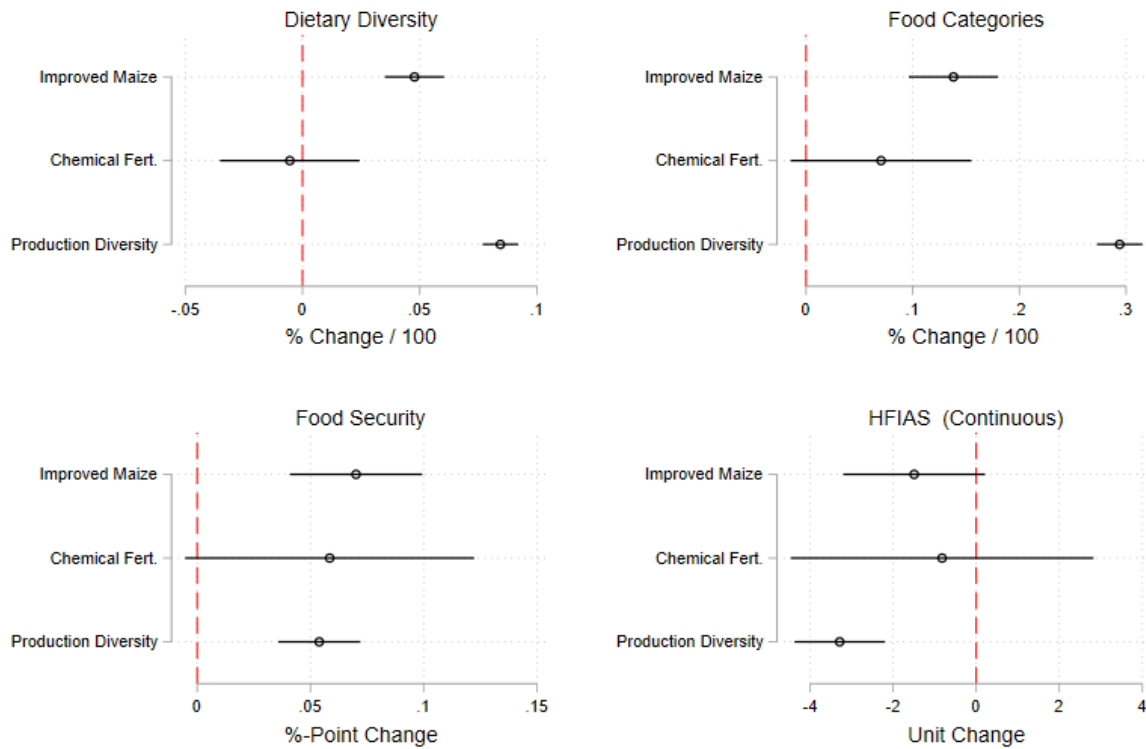 Dietary Diversity
Improved Maize
Chemical Fert.
Production Diversity
-.05 0 .05 .1
% Change / 100
Food Categories
Improved Maize
Chemical Fert.
Production Diversity
0 .1 .2 .3
% Change / 100
Food Security
Improved Maize
Chemical Fert.
Production Diversity
0 .05 .1 .15
%-Point Change
HFIAS (Continuous)
Improved Maize
Chemical Fert.
Production Diversity
-4 -2 0 2 4
Unit Change